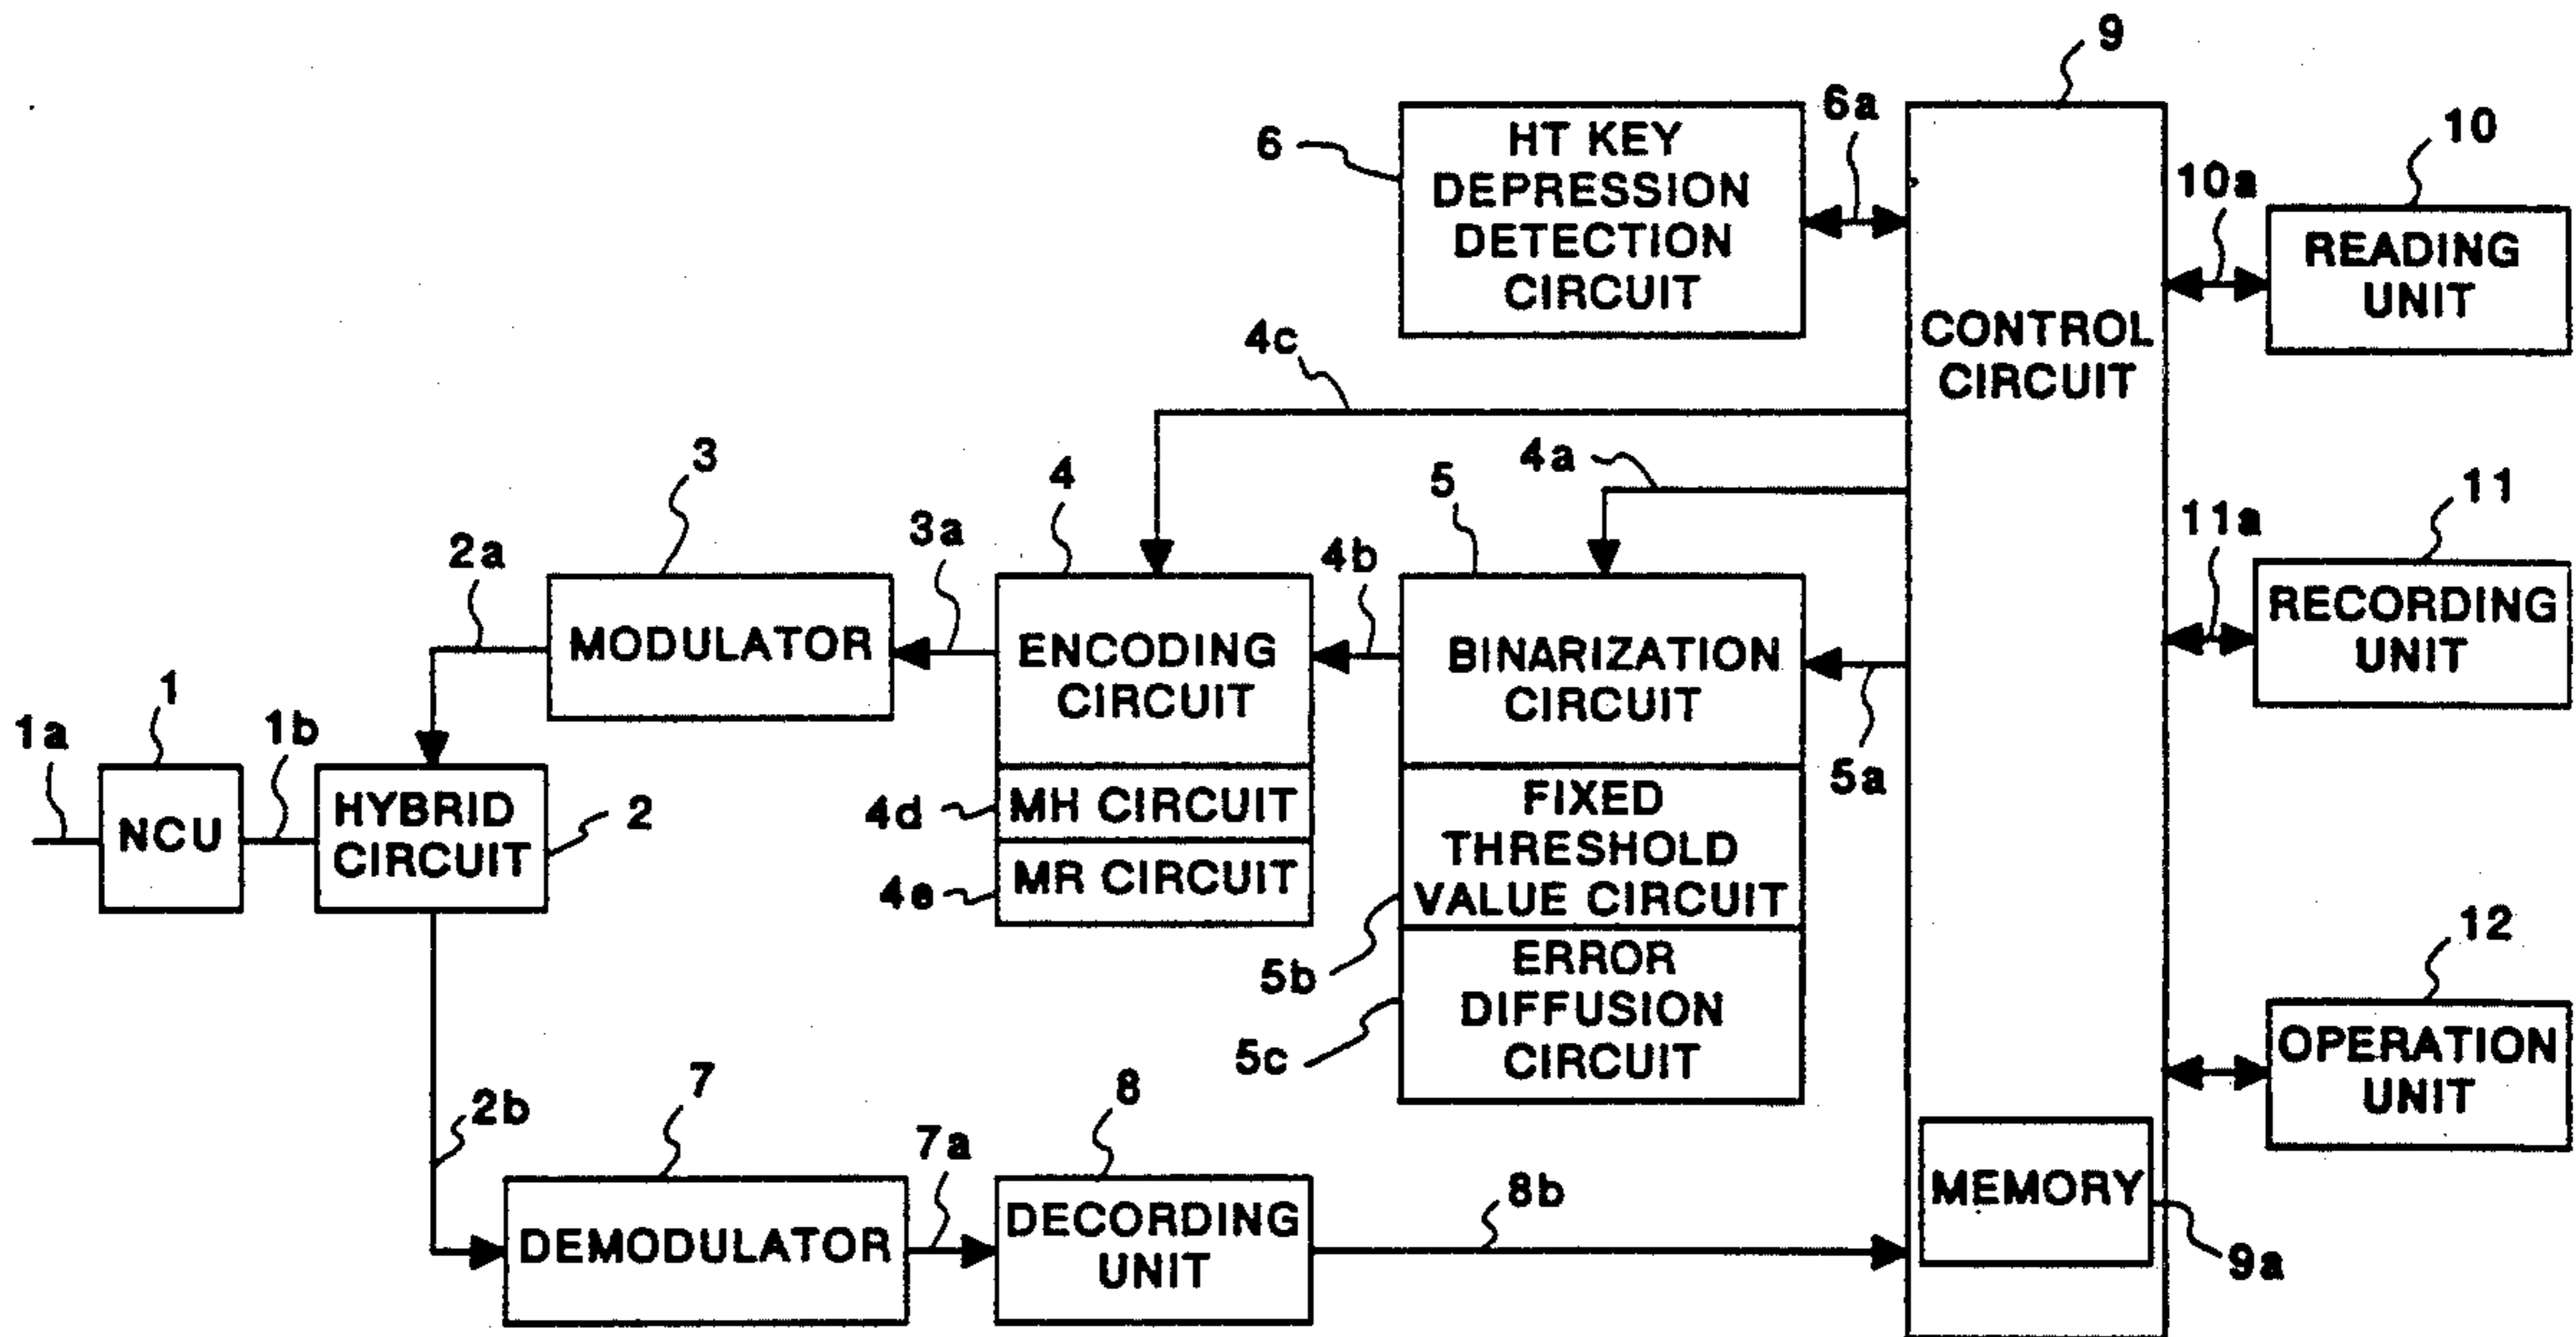 9
6
HT KEY
DEPRESSION
DETECTION
CIRCUIT
6a
10
10a
READING
UNIT
CONTROL
CIRCUIT
4c
4a
3
4
5
11
11a
2a
3a
4b
MODULATOR
ENCODING
CIRCUIT
BINARIZATION
CIRCUIT
RECORDING
UNIT
5a
1
1a
1b
NCU
HYBRID
CIRCUIT
2
4d
MH CIRCUIT
4e
MR CIRCUIT
FIXED
THRESHOLD
VALUE CIRCUIT
5b
ERROR
DIFFUSION
CIRCUIT
5c
12
OPERATION
UNIT
2b
7
7a
8
8b
DEMODULATOR
DECORDING
UNIT
MEMORY
9a